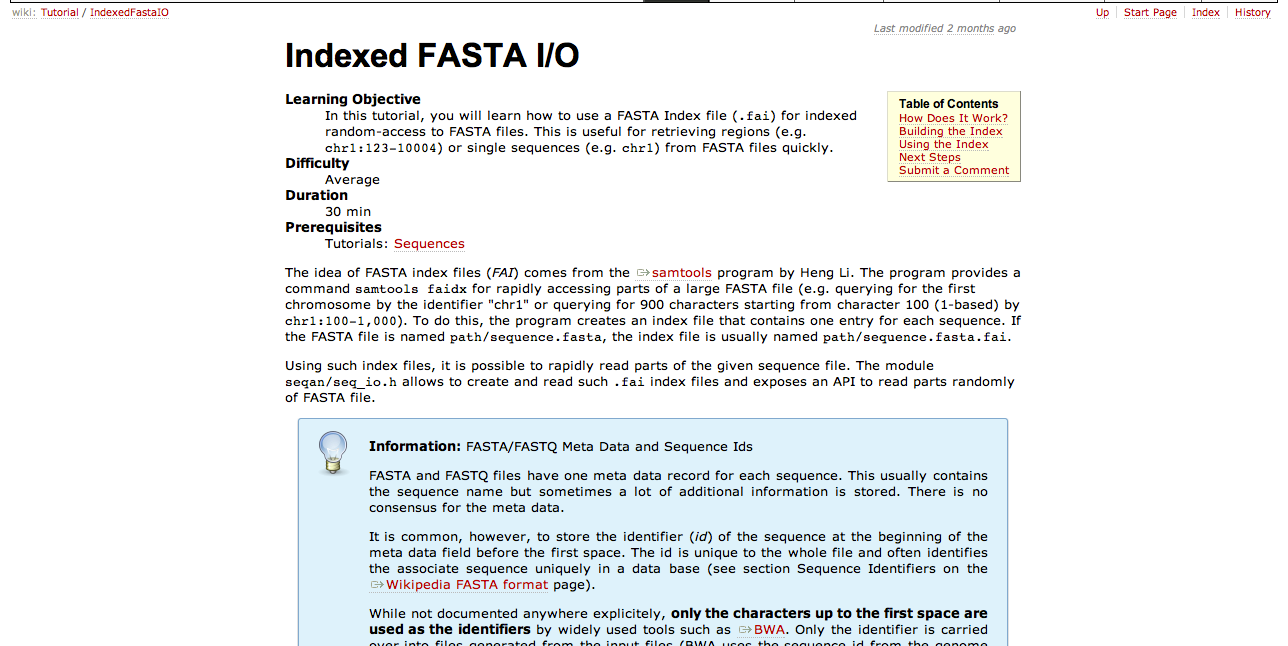 wiki: Tutorial / IndexedFastaIO
Up Start Page Index History
Last modified 2 months ago
Indexed FASTA I/O
Learning Objective
In this tutorial, you will learn how to use a FASTA Index file (.fai) for indexed
random-access to FASTA files. This is useful for retrieving regions (e.g.
chr1:123-10004) or single sequences (e.g. chr1) from FASTA files quickly.
Difficulty
Average
Duration
30 min
Prerequisites
Tutorials: Sequences
Table of Contents
How Does It Work?
Building the Index
Using the Index
Next Steps
Submit a Comment
The idea of FASTA index files (FAI) comes from the samtools program by Heng Li. The program provides a
command samtools faidx for rapidly accessing parts of a large FASTA file (e.g. querying for the first
chromosome by the identifier "chr1" or querying for 900 characters starting from character 100 (1-based) by
chr1:100-1,000). To do this, the program creates an index file that contains one entry for each sequence. If
the FASTA file is named path/sequence.fasta, the index file is usually named path/sequence.fasta.fai.
Using such index files, it is possible to rapidly read parts of the given sequence file. The module
seqan/seq_io.h allows to create and read such .fai index files and exposes an API to read parts randomly
of FASTA file.
Information: FASTA/FASTQ Meta Data and Sequence Ids
FASTA and FASTQ files have one meta data record for each sequence. This usually contains
the sequence name but sometimes a lot of additional information is stored. There is no
consensus for the meta data.
It is common, however, to store the identifier (id) of the sequence at the beginning of the
meta data field before the first space. The id is unique to the whole file and often identifies
the associate sequence uniquely in a data base (see section Sequence Identifiers on the
Wikipedia FASTA format page).
While not documented anywhere explicitely, only the characters up to the first space are
used as the identifiers by widely used tools such as BWA. Only the identifier is carried
over into files generated from the input files (BWA uses the sequence id from the genome